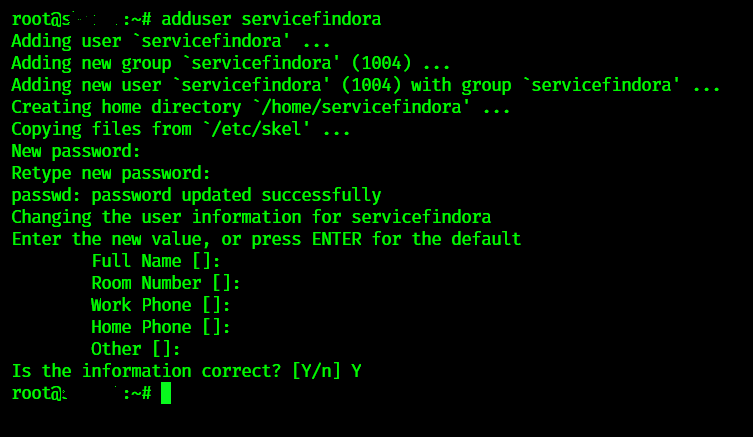 root@s :~# adduser servicefindora
Adding user `servicefindora' ...
Adding new group `servicefindora' (1004) ...
Adding new user `servicefindora' (1004) with group `servicefindora' ...
Creating home directory `/home/servicefindora' ...
Copying files from `/etc/skel' ...
New password:
Retype new password:
passwd: password updated successfully
Changing the user information for servicefindora
Enter the new value, or press ENTER for the default
Full Name []:
Room Number []:
Work Phone []:
Home Phone []:
Other []:
Is the information correct? [Y/n] Y
root@ :~#